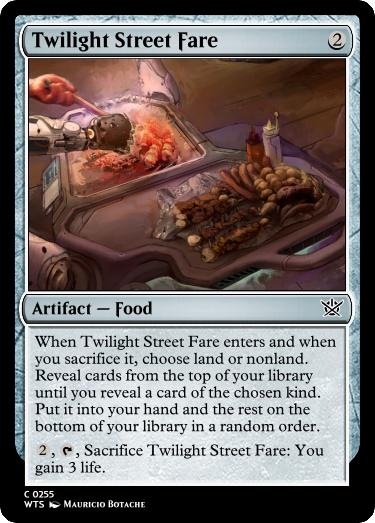 Twilight Street Fare 2
Artifact — Food
When Twilight Street Fare enters and when
you sacrifice it, choose land or nonland.
Reveal cards from the top of your library
until you reveal a card of the chosen kind.
Put it into your hand and the rest on the
bottom of your library in a random order.
2 , , Sacrifice Twilight Street Fare: You
gain 3 life.
C 0255
WTS Mauricio Botache